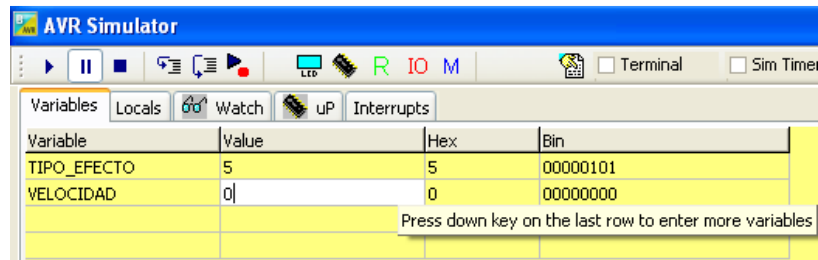 AVR Simulator
LCD R IO M Terminal Sim Timer
Variables Locals Watch uP Interrupts
Variable Value Hex Bin
TIPO_EFECTO 5 5 00000101
VELOCIDAD 0 0 00000000
Press down key on the last row to enter more variables